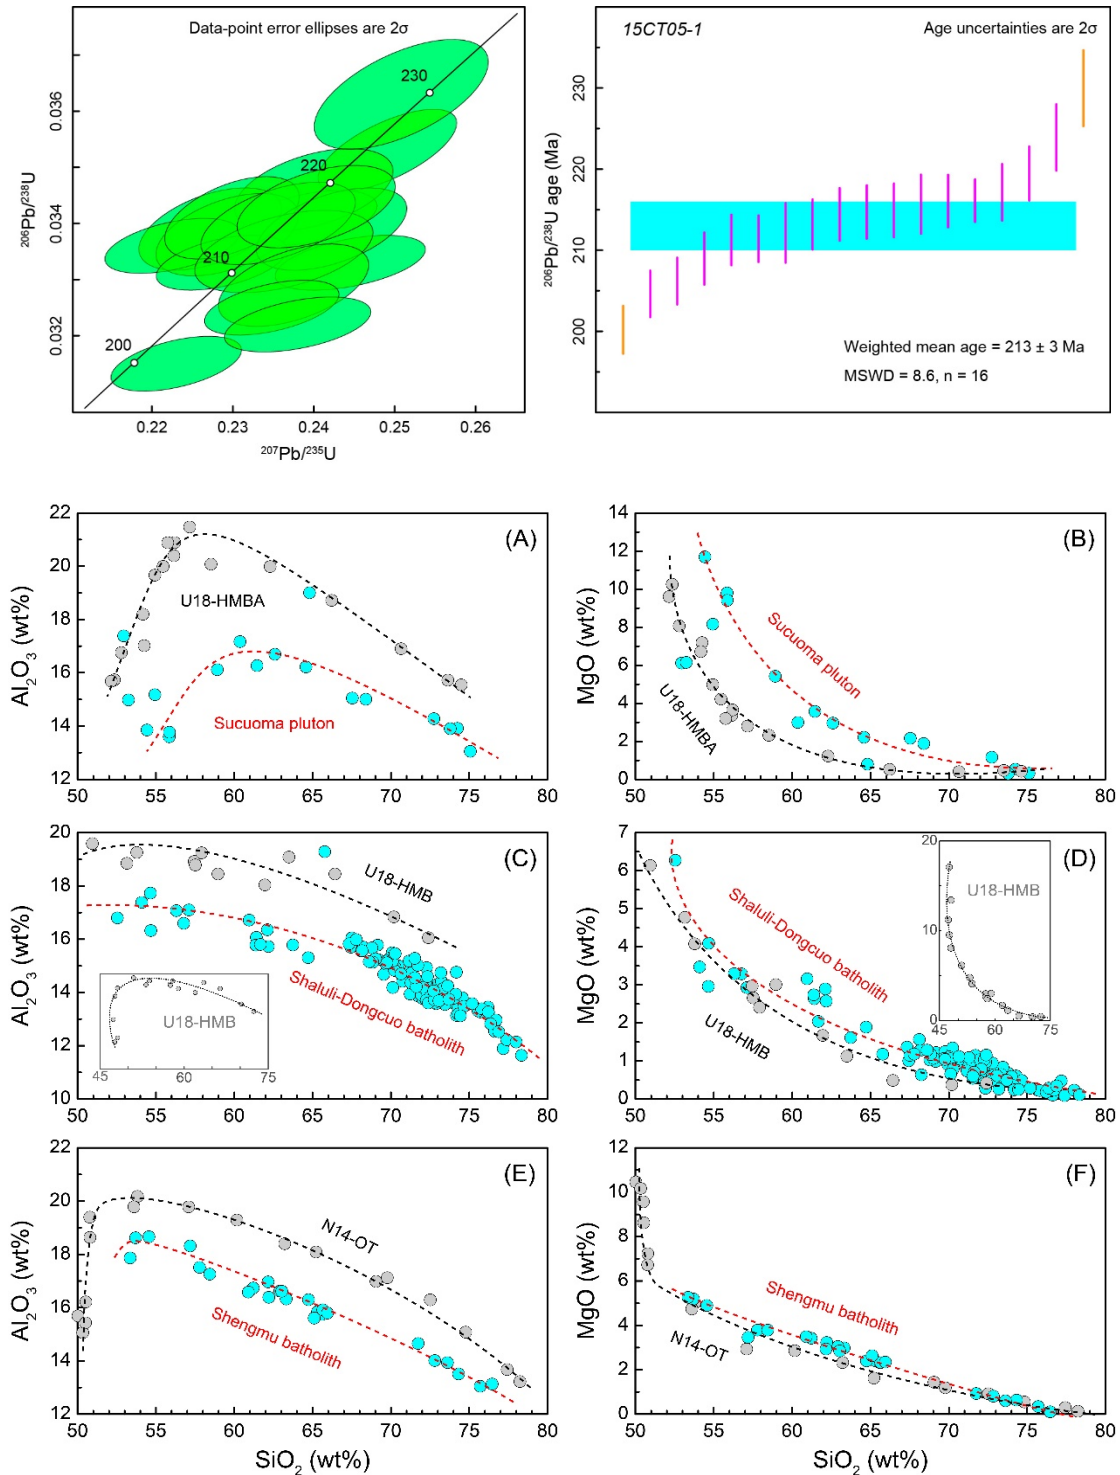 Data-point error ellipses are 2σ
230
220
210
200
0.036
0.034
0.032
²⁰⁶Pb/²³⁸U
0.22 0.23 0.24 0.25 0.26
²⁰⁷Pb/²³⁵U
15CT05-1 Age uncertainties are 2σ
230
220
210
200
²⁰⁶Pb/²³⁸U age (Ma)
Weighted mean age = 213 ± 3 Ma
MSWD = 8.6, n = 16
(A)
22
20
18
16
14
12
Al₂O₃ (wt%)
U18-HMBA
Sucuoma pluton
50 55 60 65 70 75 80
(B)
14
12
10
8
6
4
2
0
MgO (wt%)
Sucuoma pluton
U18-HMBA
50 55 60 65 70 75 80
(C)
20
18
16
14
12
10
Al₂O₃ (wt%)
U18-HMB
Shaluli-Dongcuo batholith
U18-HMB
45 60 75
50 55 60 65 70 75 80
(D)
7
6
5
4
3
2
1
0
MgO (wt%)
Shaluli-Dongcuo batholith
U18-HMB
20
10
0
U18-HMB
45 60 75
50 55 60 65 70 75 80
(E)
22
20
18
16
14
12
Al₂O₃ (wt%)
N14-OT
Shengmu batholith
50 55 60 65 70 75 80
SiO₂ (wt%)
(F)
12
10
8
6
4
2
0
MgO (wt%)
Shengmu batholith
N14-OT
50 55 60 65 70 75 80
SiO₂ (wt%)